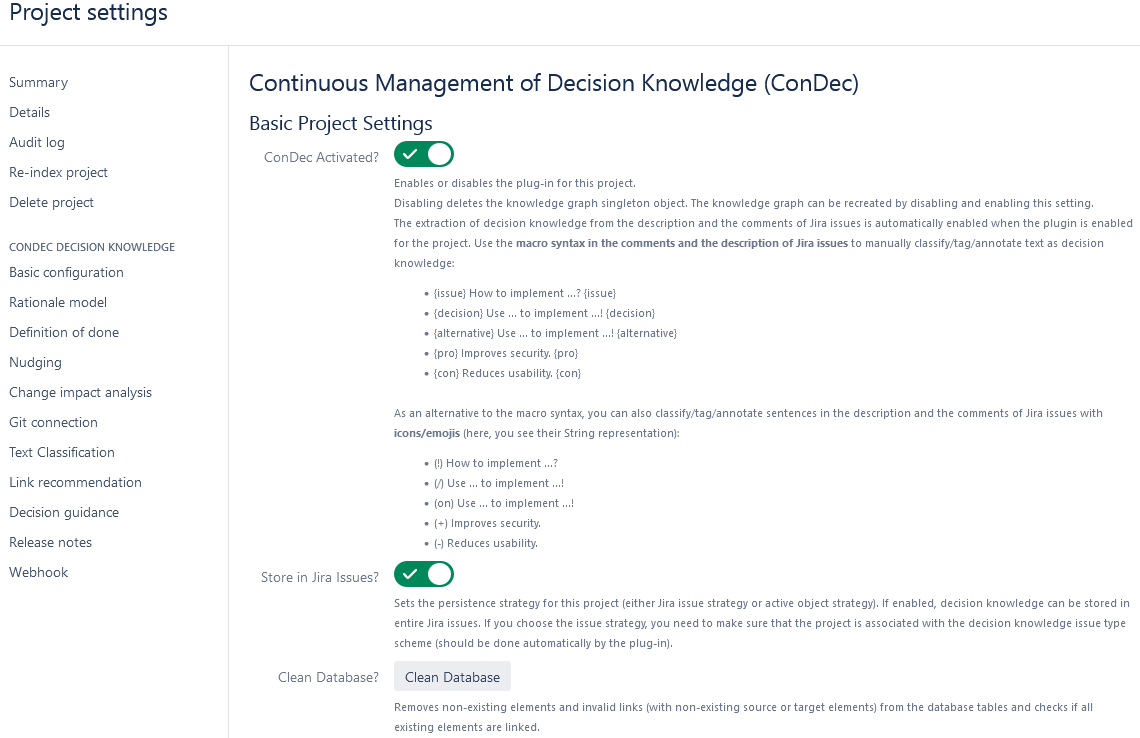 Project settings
Summary
Details
Audit log
Re-index project
Delete project
CONDEC DECISION KNOWLEDGE
Basic configuration
Rationale model
Definition of done
Nudging
Change impact analysis
Git connection
Text Classification
Link recommendation
Decision guidance
Release notes
Webhook
Continuous Management of Decision Knowledge (ConDec)
Basic Project Settings
ConDec Activated?
Enables or disables the plug-in for this project.
Disabling deletes the knowledge graph singleton object. The knowledge graph can be recreated by disabling and enabling this setting.
The extraction of decision knowledge from the description and the comments of Jira issues is automatically enabled when the plugin is enabled
for the project. Use the macro syntax in the comments and the description of Jira issues to manually classify/tag/annotate text as decision
knowledge:
• {issue} How to implement ...? {issue}
• {decision} Use ... to implement ...! {decision}
• {alternative} Use ... to implement ...! {alternative}
• {pro} Improves security. {pro}
• {con} Reduces usability. {con}
As an alternative to the macro syntax, you can also classify/tag/annotate sentences in the description and the comments of Jira issues with
icons/emojis (here, you see their String representation):
• (!) How to implement ...?
• (/) Use ... to implement ...!
• (on) Use ... to implement ...!
• (+) Improves security.
• (-) Reduces usability.
Store in Jira Issues?
Sets the persistence strategy for this project (either Jira issue strategy or active object strategy). If enabled, decision knowledge can be stored in
entire Jira issues. If you choose the issue strategy, you need to make sure that the project is associated with the decision knowledge issue type
scheme (should be done automatically by the plug-in).
Clean Database?
Clean Database
Removes non-existing elements and invalid links (with non-existing source or target elements) from the database tables and checks if all
existing elements are linked.